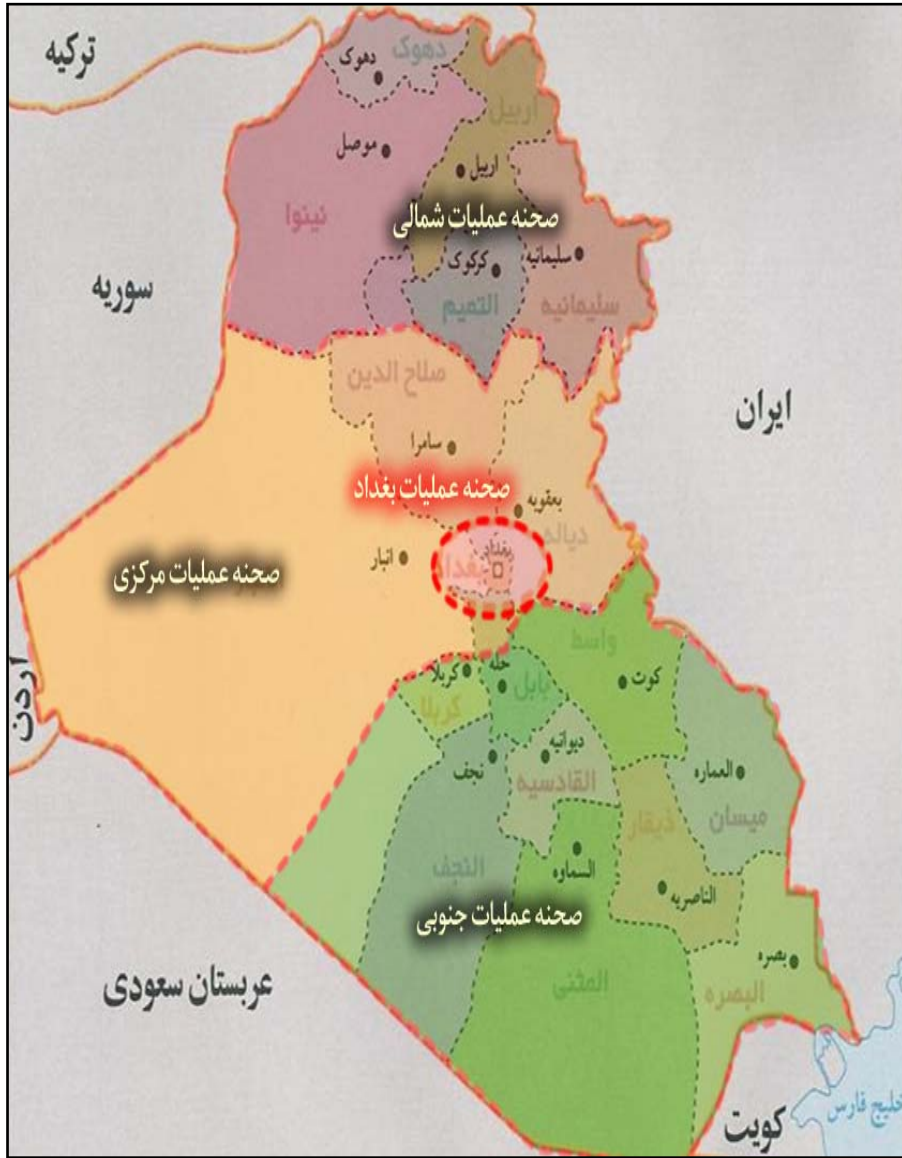 ترکیه
دهوک
دهوک
اربیل
موصل
اربیل
نینوا
صحنه عملیات شمالی
سلیمانیه
کرکوک
التمیم
سلیمانیه
سوریه
صلاح الدین
ایران
سامرا
صحنه عملیات بغداد
بعقوبه
دیاله
بغداد
بغداد
انبار
صحنه عملیات مرکزی
واسط
اردن
حله
کربلا
کوت
بابل
کربلا
دیوانیه
نجف
القادسیه
العماره
میسان
ذیقار
النجف
السماوه
الناصریه
صحنه عملیات جنوبی
بصره
عربستان سعودی
المثنی
البصره
خلیج فارس
کویت